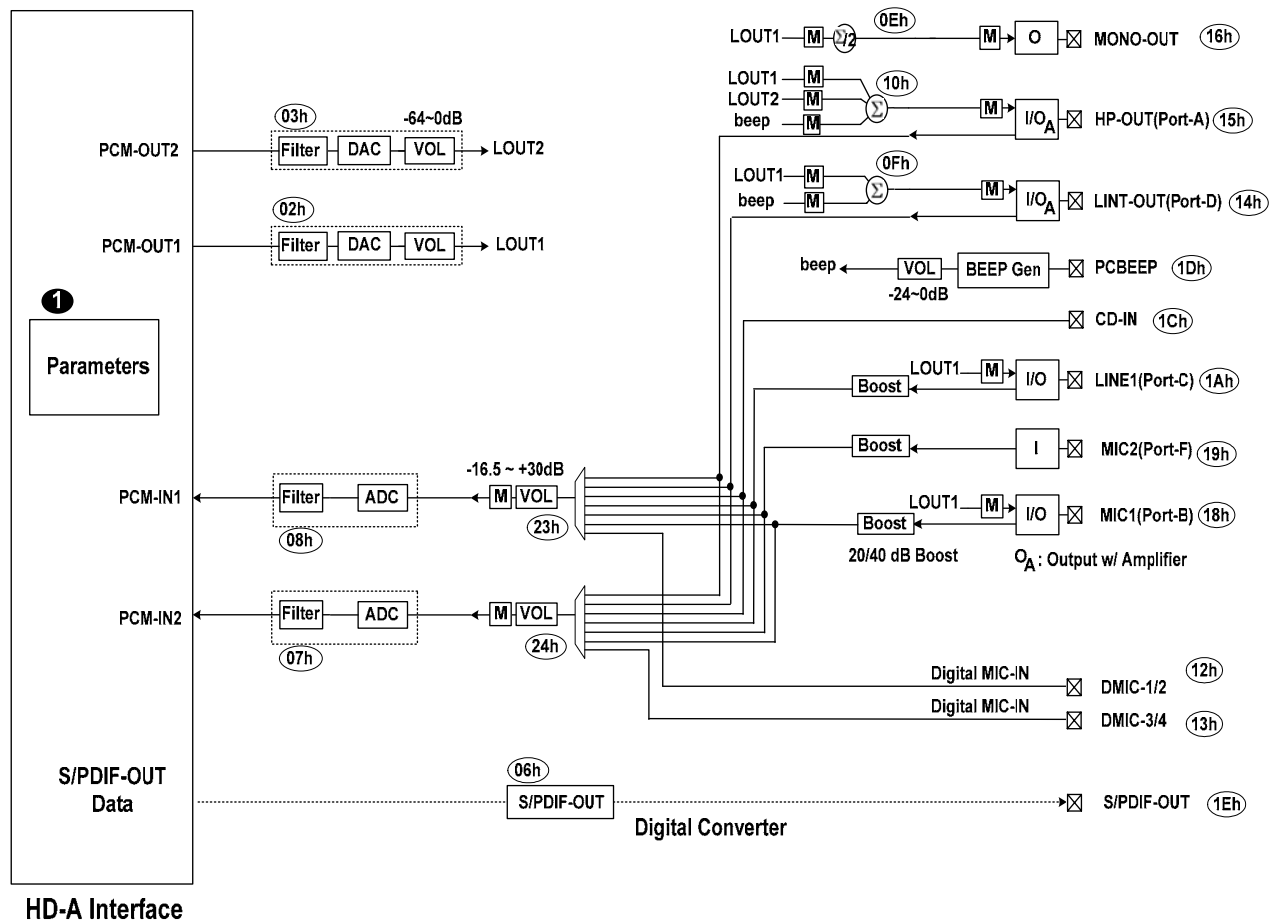 LOUT1 M Σ/2 0Eh M O MONO-OUT 16h
LOUT1 M
LOUT2 M Σ 10h M I/OA HP-OUT(Port-A) 15h
beep M
03h -64~0dB
PCM-OUT2 Filter DAC VOL LOUT2
LOUT1 M Σ 0Fh M I/OA LINT-OUT(Port-D) 14h
beep M
02h
PCM-OUT1 Filter DAC VOL LOUT1
beep VOL BEEP Gen PCBEEP 1Dh
-24~0dB
1
CD-IN 1Ch
Parameters
LOUT1 M I/O LINE1(Port-C) 1Ah
Boost
Boost I MIC2(Port-F) 19h
-16.5 ~ +30dB
PCM-IN1 Filter ADC M VOL
08h 23h
LOUT1 M I/O MIC1(Port-B) 18h
Boost
20/40 dB Boost OA : Output w/ Amplifier
PCM-IN2 Filter ADC M VOL
07h 24h
Digital MIC-IN 12h
DMIC-1/2
Digital MIC-IN
DMIC-3/4 13h
S/PDIF-OUT
Data
06h
S/PDIF-OUT S/PDIF-OUT 1Eh
Digital Converter
HD-A Interface